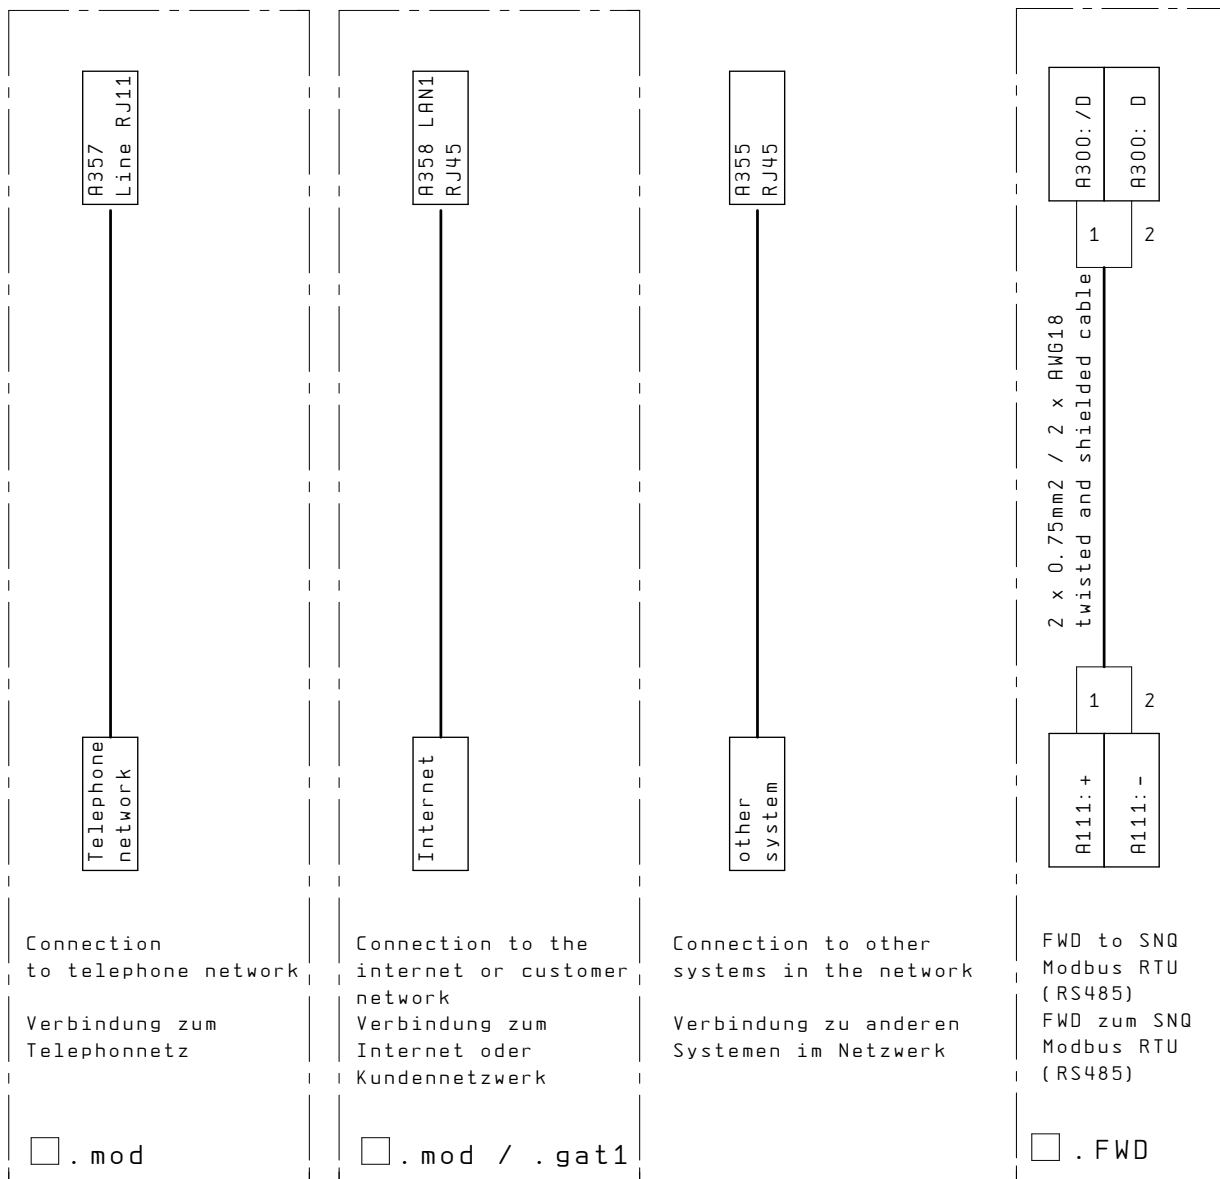 A357
Line RJ11
Telephone
network
Connection
to telephone network
Verbindung zum
Telephonnetz
.mod
A358 LAN1
RJ45
Internet
Connection to the
internet or customer
network
Verbindung zum
Internet oder
Kundennetzwerk
.mod / .gat1
A355
RJ45
other
system
Connection to other
systems in the network
Verbindung zu anderen
Systemen im Netzwerk
A300:/D
A300: D
1 2
2 x 0.75mm2 / 2 x AWG18
twisted and shielded cable
1 2
A111:+
A111:-
FWD to SNQ
Modbus RTU
(RS485)
FWD zum SNQ
Modbus RTU
(RS485)
.FWD